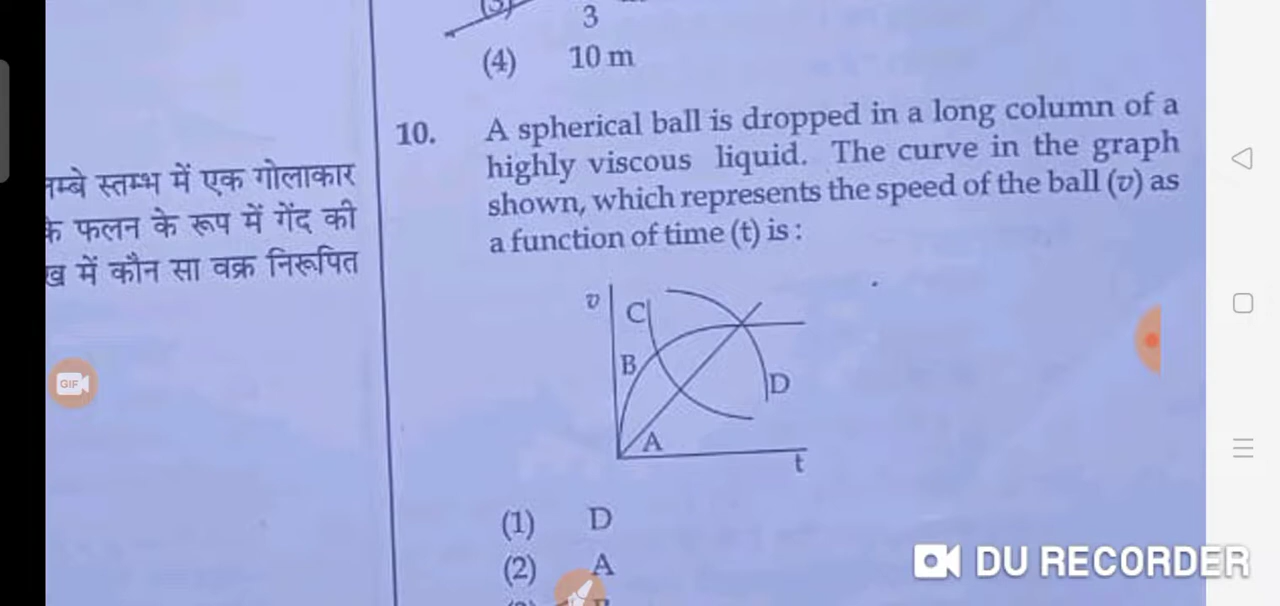 3
(4) 10 m
10. A spherical ball is dropped in a long column of a
highly viscous liquid. The curve in the graph
shown, which represents the speed of the ball (v) as
a function of time (t) is :
स्तम्भ में एक गोलाकार
फलन के रूप में गेंद की
में कौन सा वक्र निरूपित
v
C
B
D
A
t
(1) D
(2) A
GIF
DU RECORDER